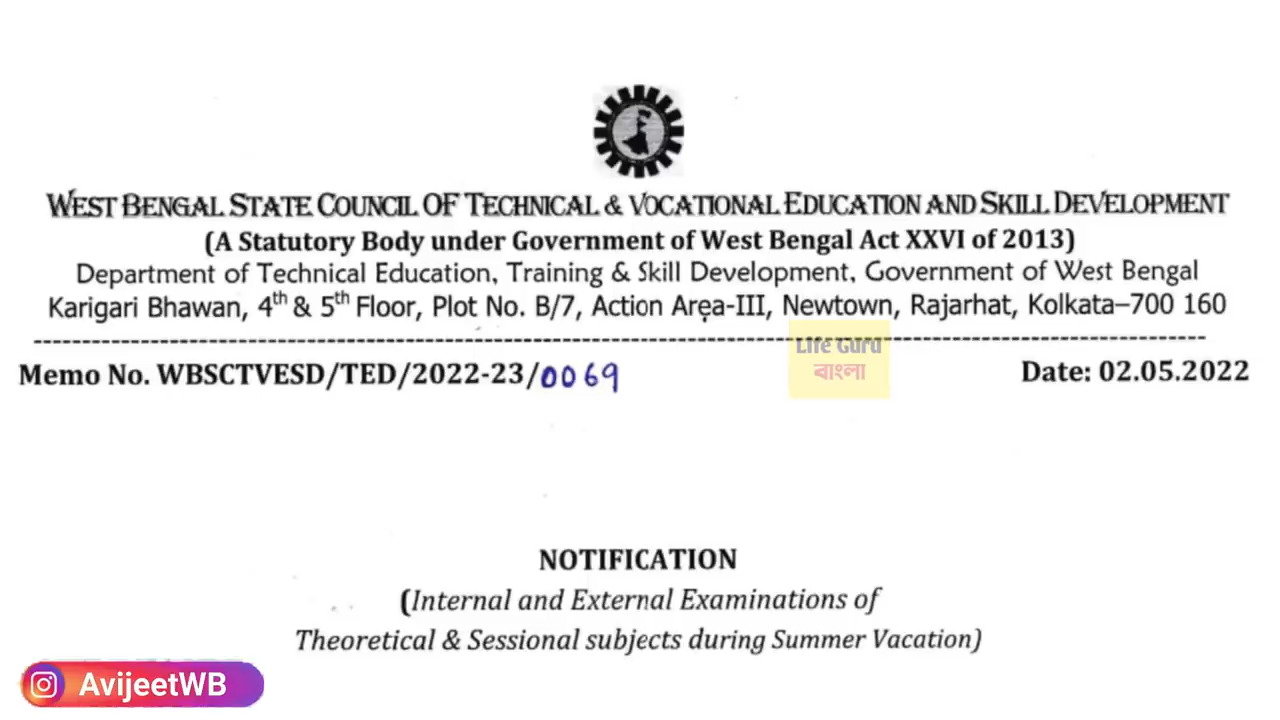 WEST BENGAL STATE COUNCIL OF TECHNICAL & VOCATIONAL EDUCATION AND SKILL DEVELOPMENT
(A Statutory Body under Government of West Bengal Act XXVI of 2013)
Department of Technical Education, Training & Skill Development, Government of West Bengal
Karigari Bhawan, 4th & 5th Floor, Plot No. B/7, Action Area-III, Newtown, Rajarhat, Kolkata–700 160
Life Guru
বাংলা
Memo No. WBSCTVESD/TED/2022-23/0069
Date: 02.05.2022
NOTIFICATION
(Internal and External Examinations of
Theoretical & Sessional subjects during Summer Vacation)
AvijeetWB